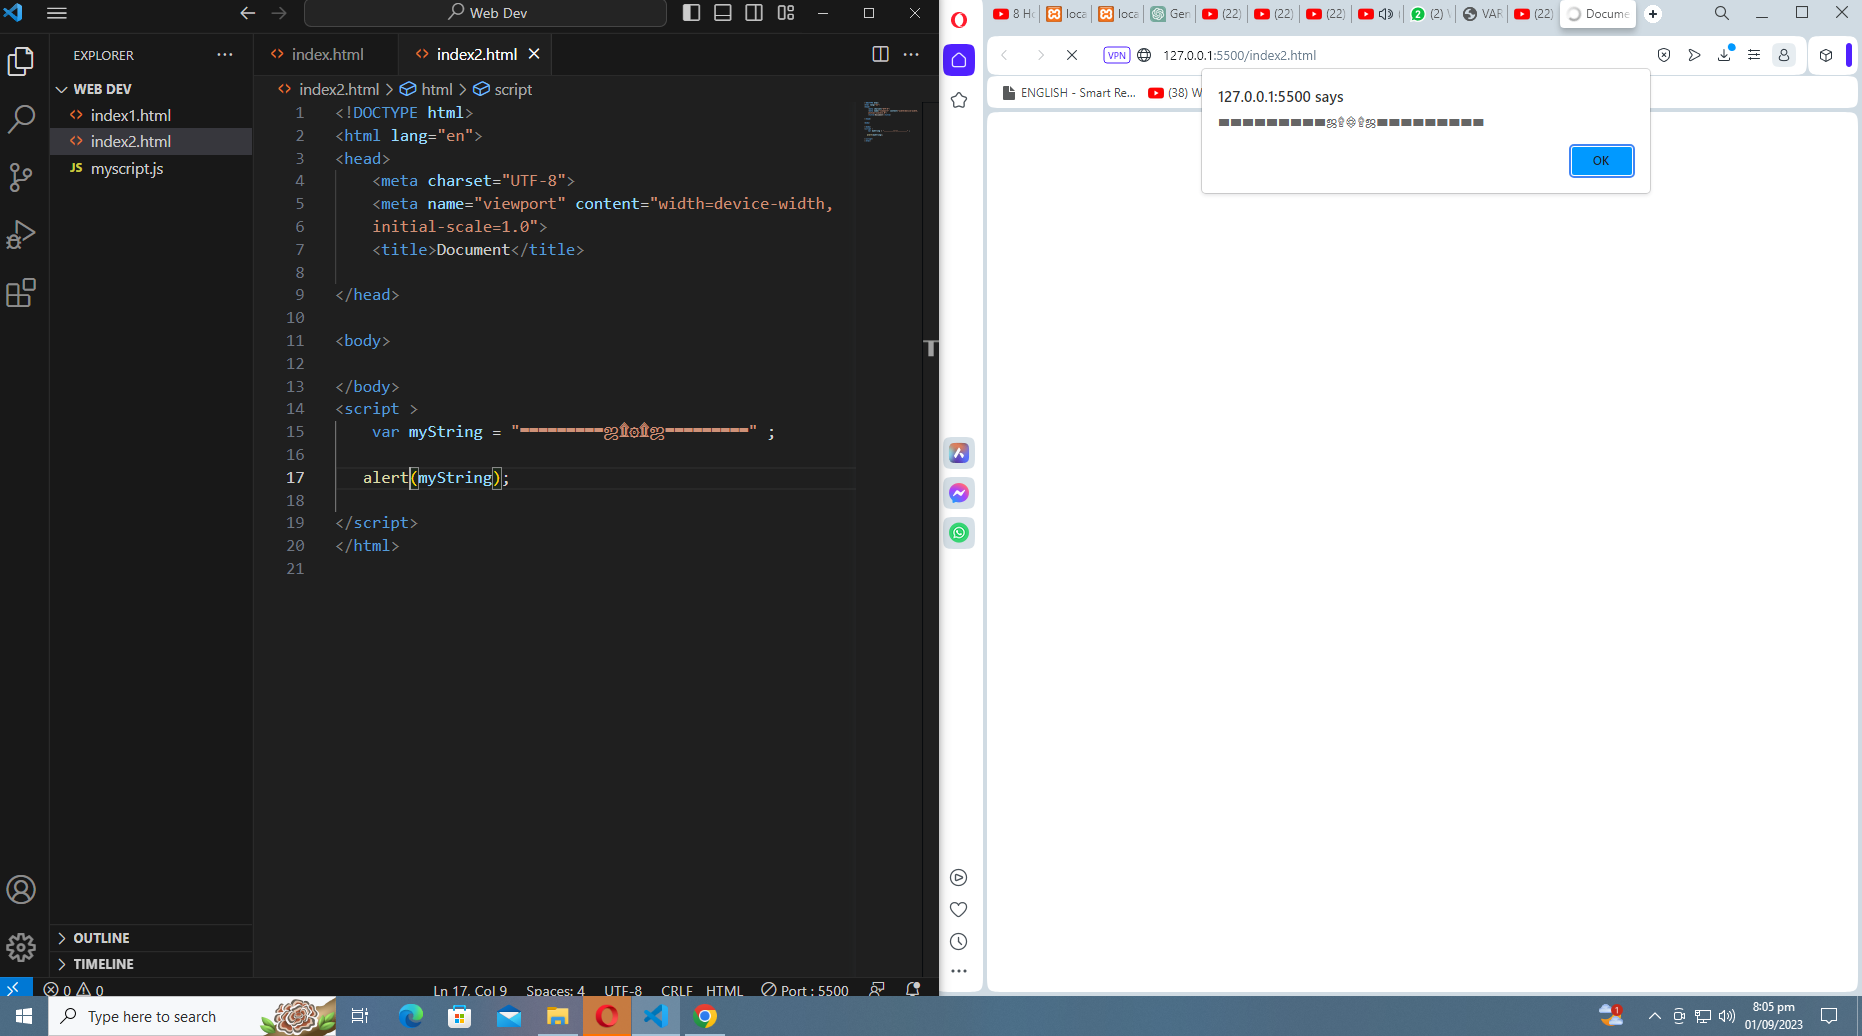 Web Dev
EXPLORER
WEB DEV
index1.html
index2.html
JS myscript.js
OUTLINE
TIMELINE
index.html
index2.html
index2.html > html > script
1 <!DOCTYPE html>
2 <html lang="en">
3 <head>
4 <meta charset="UTF-8">
5 <meta name="viewport" content="width=device-width,
6 initial-scale=1.0">
7 <title>Document</title>
8
9 </head>
10
11 <body>
12
13 </body>
14 <script >
15 var myString = "▬▬▬▬▬▬▬▬▬ஜ۩۞۩ஜ▬▬▬▬▬▬▬▬▬" ;
16
17 alert(myString);
18
19 </script>
20 </html>
21
0 0
Ln 17, Col 9 Spaces: 4 UTF-8 CRLF HTML Port : 5500
T
8 Ho
loca
loca
Gen
(22)
(22)
(22)
(2) W
VAR
(22)
Docume
VPN 127.0.0.1:5500/index2.html
ENGLISH - Smart Re... (38) W
127.0.0.1:5500 says
▬▬▬▬▬▬▬▬▬ஜ۩۞۩ஜ▬▬▬▬▬▬▬▬▬
OK
Type here to search
1
8:05 pm
01/09/2023